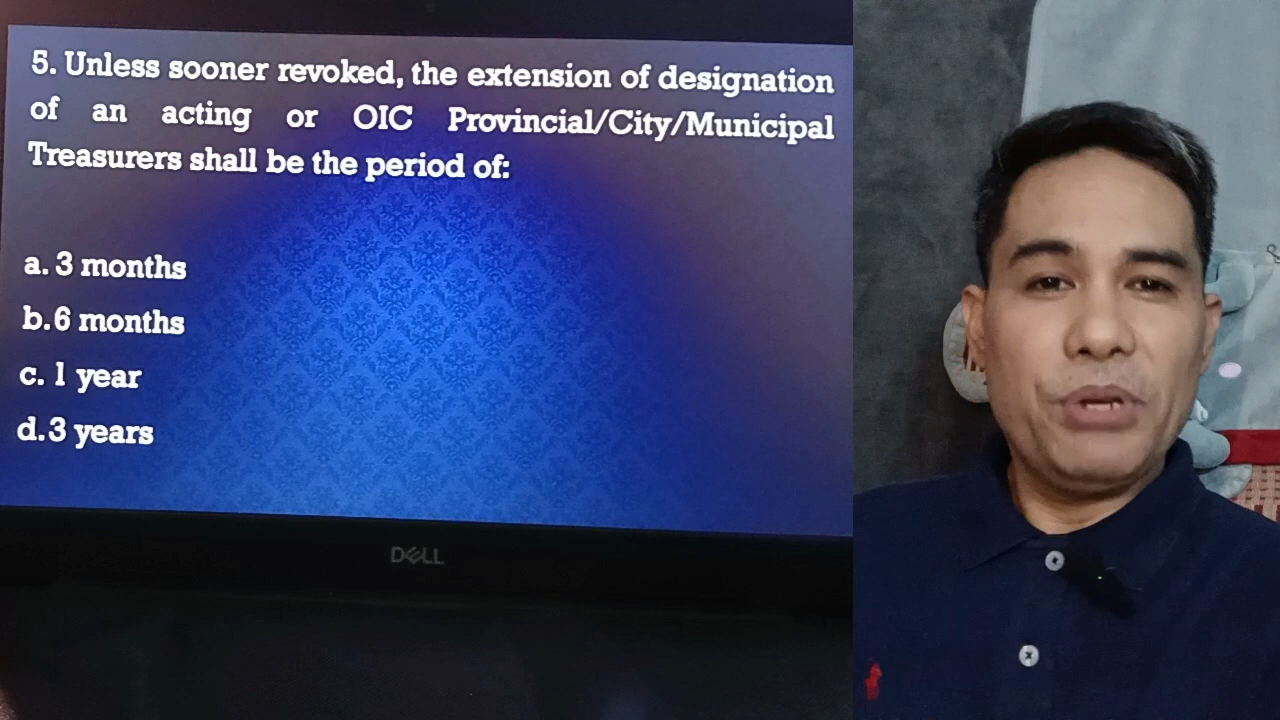 5. Unless sooner revoked, the extension of designation
of an acting or OIC Provincial/City/Municipal
Treasurers shall be the period of:
a. 3 months
b. 6 months
c. 1 year
d. 3 years
DELL